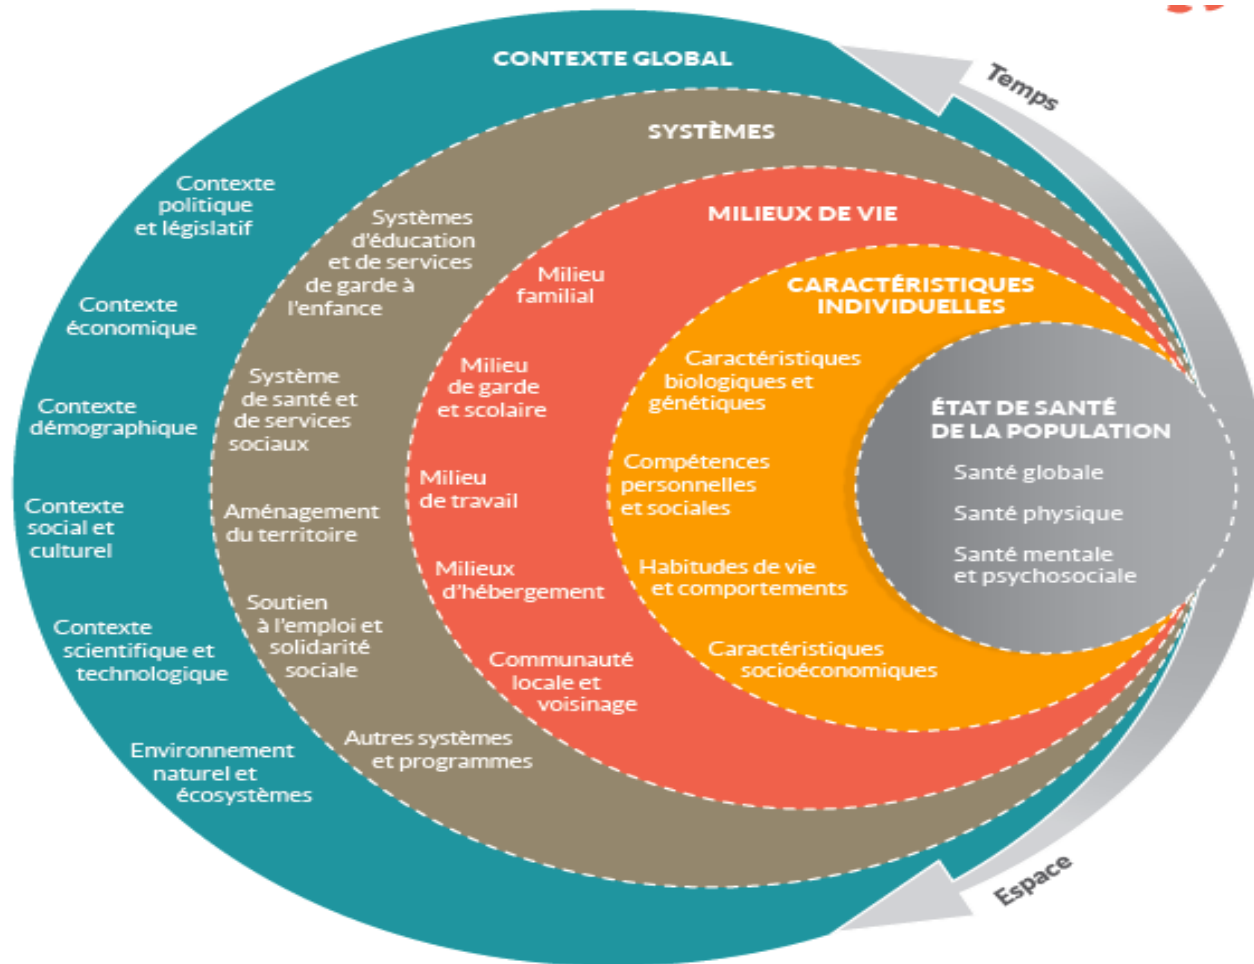 CONTEXTE GLOBAL
Temps
SYSTÈMES
MILIEUX DE VIE
CARACTÉRISTIQUES
INDIVIDUELLES
ÉTAT DE SANTÉ
DE LA POPULATION
Santé globale
Santé physique
Santé mentale
et psychosociale
Caractéristiques
biologiques et
génétiques
Compétences
personnelles
et sociales
Habitudes de vie
et comportements
Caractéristiques
socioéconomiques
Milieu
familial
Milieu
de garde
et scolaire
Milieu
de travail
Milieux
d'hébergement
Communauté
locale et
voisinage
Systèmes
d'éducation
et de services
de garde à
l'enfance
Système
de santé et
de services
sociaux
Aménagement
du territoire
Soutien
à l'emploi et
solidarité
sociale
Autres systèmes
et programmes
Contexte
politique
et législatif
Contexte
économique
Contexte
démographique
Contexte
social et
culturel
Contexte
scientifique et
technologique
Environnement
naturel et
écosystèmes
Espace